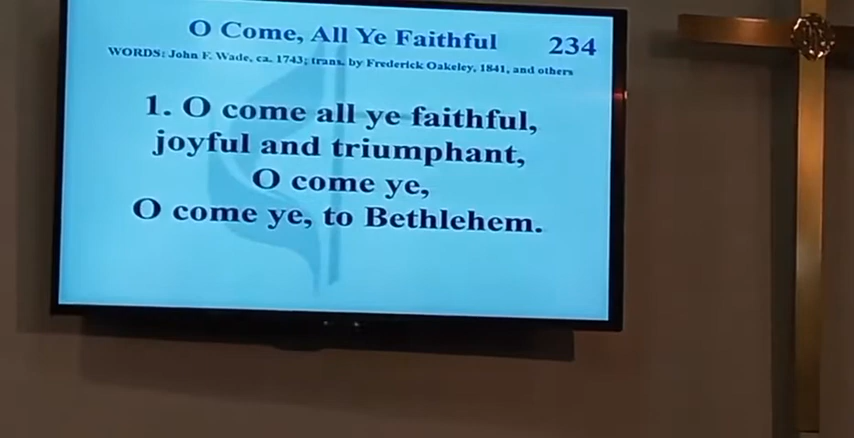 O Come, All Ye Faithful 234
WORDS: John F. Wade, ca. 1743; trans. by Frederick Oakeley, 1841, and others
1. O come all ye faithful,
joyful and triumphant,
O come ye,
O come ye, to Bethlehem.